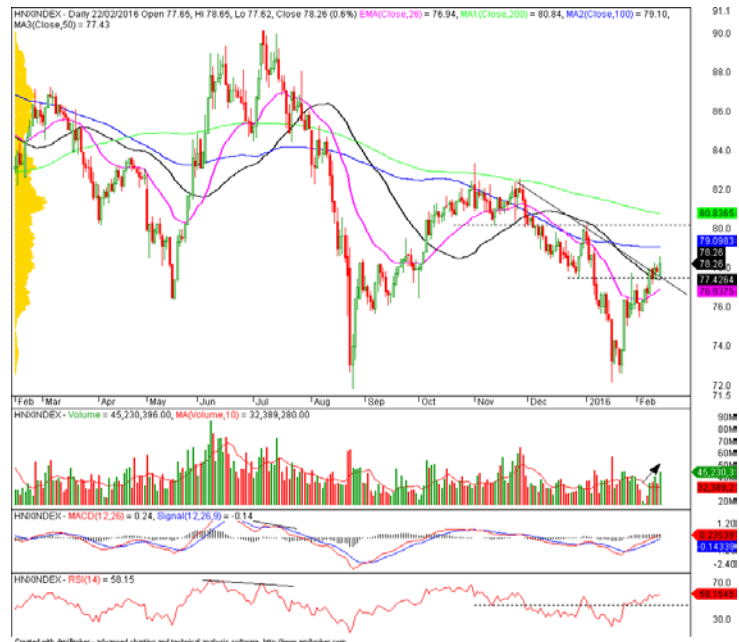 HNXINDEX - Daily 22/02/2016 Open 77.65, Hi 78.65, Lo 77.62, Close 78.26 (0.6%) EMA(Close,26) = 76.94, MA1(Close,200) = 80.84, MA2(Close,100) = 79.10,
MA3(Close,50) = 77.43
91.1
90.0
88.0
86.0
84.0
82.0
80.8365
80.0
79.0983
78.26
78.26
77.4264
76.9375
76.0
74.0
72.0
71.5
Feb Mar Apr May Jun Jul Aug Sep Oct Nov Dec 2016 Feb
HNXINDEX - Volume = 45,230,396.00, MA(Volume,10) = 32,389,280.00
90M
80M
70M
60M
45,230,3
32,389,2
20M
HNXINDEX - MACD(12,26) = 0.24, Signal(12,26,9) = -0.14
1.20
0.23539
-0.14339
-2.40
HNXINDEX - RSI(14) = 58.15
70.0
58.1545
30.0
Created with AmiBroker - advanced charting and technical analysis software. http://www.amibroker.com